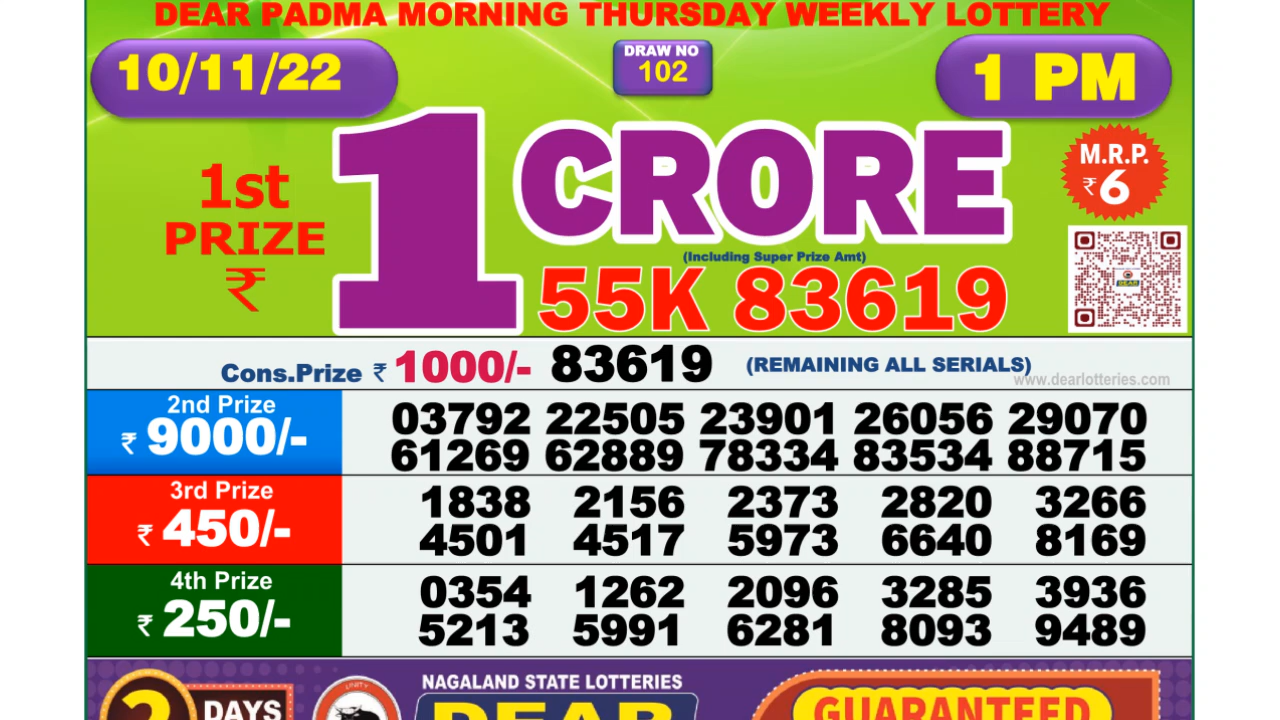 DEAR PADMA MORNING THURSDAY WEEKLY LOTTERY
10/11/22
DRAW NO
102
1 PM
1st
PRIZE
₹
1 CRORE
(Including Super Prize Amt)
55K 83619
M.R.P.
₹6
DEAR
Cons.Prize ₹ 1000/- 83619 (REMAINING ALL SERIALS)
www.dearlotteries.com
2nd Prize
₹ 9000/-
03792 22505 23901 26056 29070
61269 62889 78334 83534 88715
3rd Prize
₹ 450/-
1838 2156 2373 2820 3266
4501 4517 5973 6640 8169
4th Prize
₹ 250/-
0354 1262 2096 3285 3936
5213 5991 6281 8093 9489
2 DAYS
UNITY
NAGALAND STATE LOTTERIES
DEAR
GUARANTEED